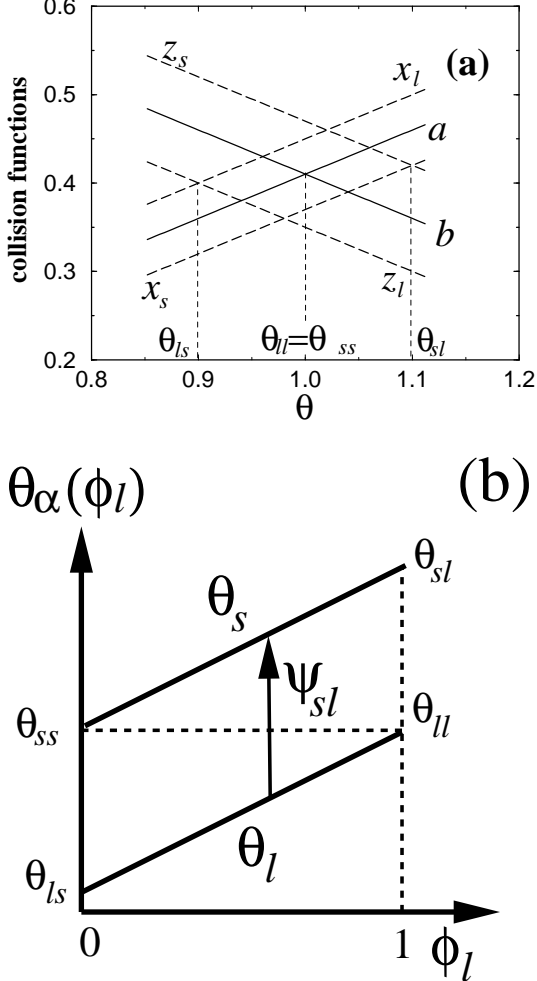 0.6
z_s
x_l
(a)
0.5
a
collision functions
0.4
b
0.3
x_s
z_l
θ_ls
θ_ll=θ_ss
θ_sl
0.2
0.8 0.9 1.0 1.1 1.2
θ
θ_α(ϕ_l)
(b)
θ_sl
θ_s
ψ_sl
θ_ss
θ_ll
θ_l
θ_ls
0
1
ϕ_l